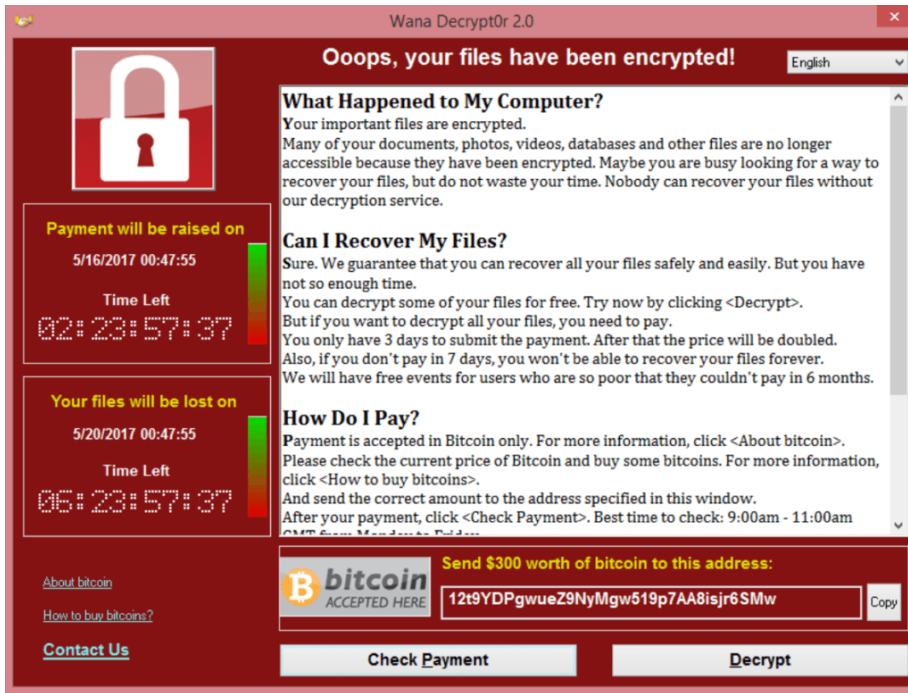 Wana Decrypt0r 2.0
Ooops, your files have been encrypted!
English
Payment will be raised on
5/16/2017 00:47:55
Time Left
02:23:57:37
Your files will be lost on
5/20/2017 00:47:55
Time Left
06:23:57:37
About bitcoin
How to buy bitcoins?
Contact Us
What Happened to My Computer?
Your important files are encrypted.
Many of your documents, photos, videos, databases and other files are no longer
accessible because they have been encrypted. Maybe you are busy looking for a way to
recover your files, but do not waste your time. Nobody can recover your files without
our decryption service.
Can I Recover My Files?
Sure. We guarantee that you can recover all your files safely and easily. But you have
not so enough time.
You can decrypt some of your files for free. Try now by clicking <Decrypt>.
But if you want to decrypt all your files, you need to pay.
You only have 3 days to submit the payment. After that the price will be doubled.
Also, if you don't pay in 7 days, you won't be able to recover your files forever.
We will have free events for users who are so poor that they couldn't pay in 6 months.
How Do I Pay?
Payment is accepted in Bitcoin only. For more information, click <About bitcoin>.
Please check the current price of Bitcoin and buy some bitcoins. For more information,
click <How to buy bitcoins>.
And send the correct amount to the address specified in this window.
After your payment, click <Check Payment>. Best time to check: 9:00am - 11:00am
GMT from Monday to Friday
bitcoin
ACCEPTED HERE
Send $300 worth of bitcoin to this address:
12t9YDPgwueZ9NyMgw519p7AA8isjr6SMw
Copy
Check Payment
Decrypt